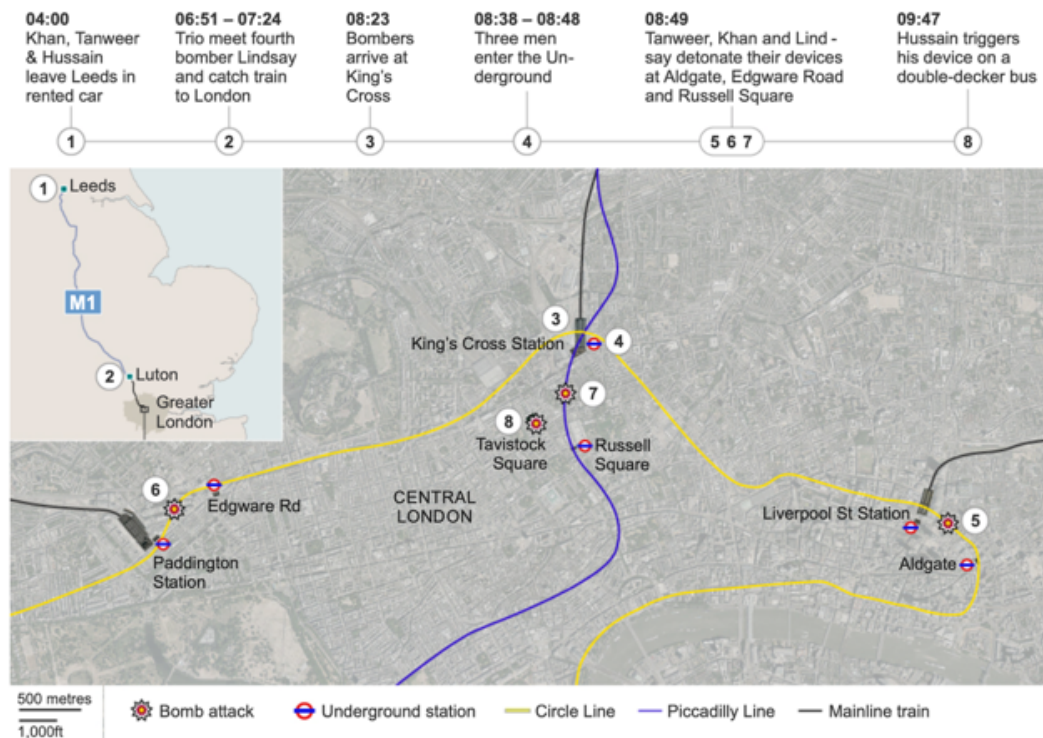 04:00
Khan, Tanweer
& Hussain
leave Leeds in
rented car
06:51 – 07:24
Trio meet fourth
bomber Lindsay
and catch train
to London
08:23
Bombers
arrive at
King's
Cross
08:38 – 08:48
Three men
enter the Un-
derground
08:49
Tanweer, Khan and Lind -
say detonate their devices
at Aldgate, Edgware Road
and Russell Square
09:47
Hussain triggers
his device on a
double-decker bus
1
2
3
4
5 6 7
8
1
Leeds
M1
2
Luton
Greater
London
3
King's Cross Station
4
7
8
Tavistock
Square
Russell
Square
6
Edgware Rd
CENTRAL
LONDON
Paddington
Station
Liverpool St Station
5
Aldgate
500 metres
1,000ft
Bomb attack
Underground station
Circle Line
Piccadilly Line
Mainline train